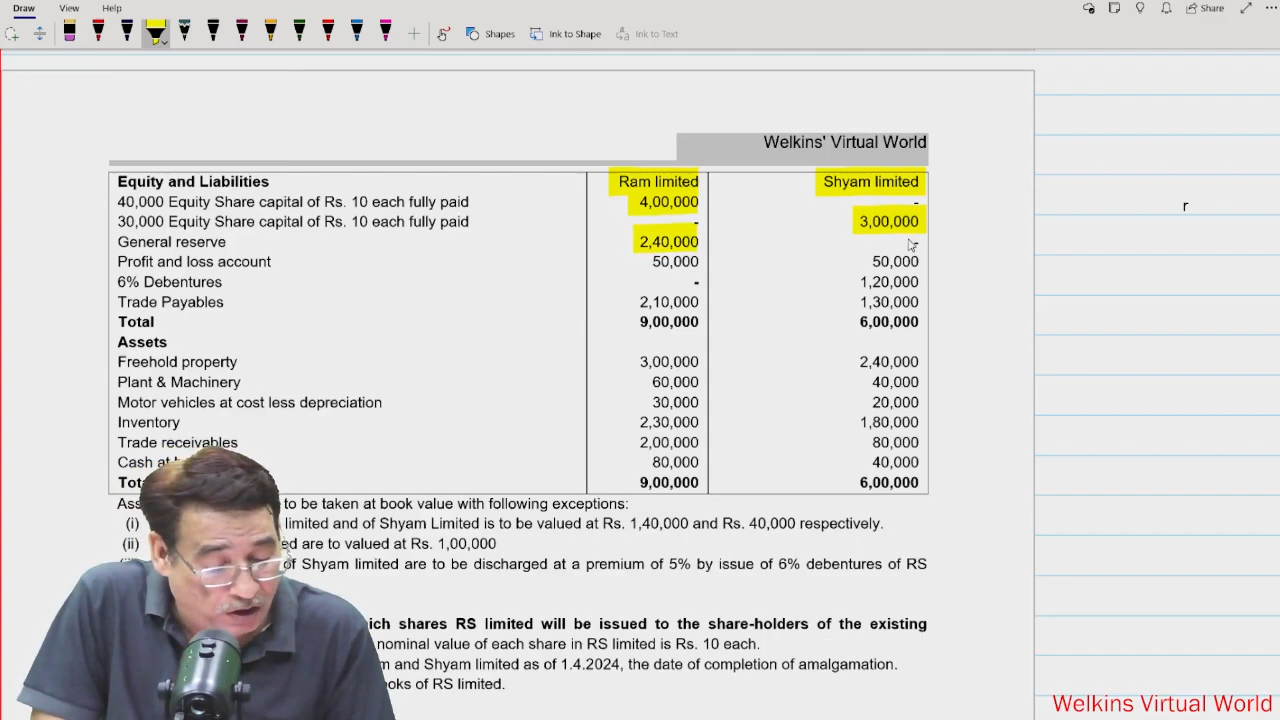 Draw View Help
Shapes Ink to Shape Ink to Text Share
Welkins' Virtual World
Equity and Liabilities Ram limited Shyam limited
40,000 Equity Share capital of Rs. 10 each fully paid 4,00,000 -
30,000 Equity Share capital of Rs. 10 each fully paid - 3,00,000
r
General reserve 2,40,000 -
Profit and loss account 50,000 50,000
6% Debentures - 1,20,000
Trade Payables 2,10,000 1,30,000
Total 9,00,000 6,00,000
Assets
Freehold property 3,00,000 2,40,000
Plant & Machinery 60,000 40,000
Motor vehicles at cost less depreciation 30,000 20,000
Inventory 2,30,000 1,80,000
Trade receivables 2,00,000 80,000
Cash at 80,000 40,000
9,00,000 6,00,000
to be taken at book value with following exceptions:
(i) limited and of Shyam Limited is to be valued at Rs. 1,40,000 and Rs. 40,000 respectively.
(ii) are to valued at Rs. 1,00,000
of Shyam limited are to be discharged at a premium of 5% by issue of 6% debentures of RS
shares RS limited will be issued to the share-holders of the existing
nominal value of each share in RS limited is Rs. 10 each.
and Shyam limited as of 1.4.2024, the date of completion of amalgamation.
of RS limited.
Welkins Virtual World